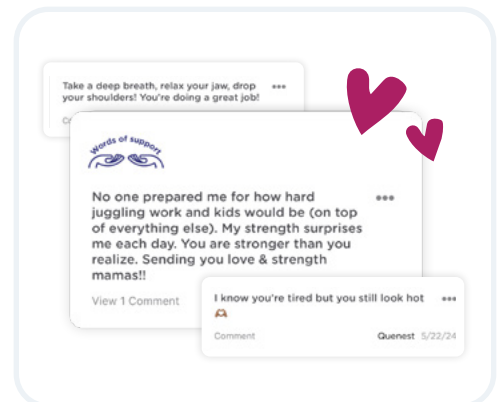 Take a deep breath, relax your jaw, drop
your shoulders! You're doing a great job!
Words of support
No one prepared me for how hard
juggling work and kids would be (on top
of everything else). My strength surprises
me each day. You are stronger than you
realize. Sending you love & strength
mamas!!
View 1 Comment
I know you're tired but you still look hot
🫶🏽
Comment Quenest 5/22/24